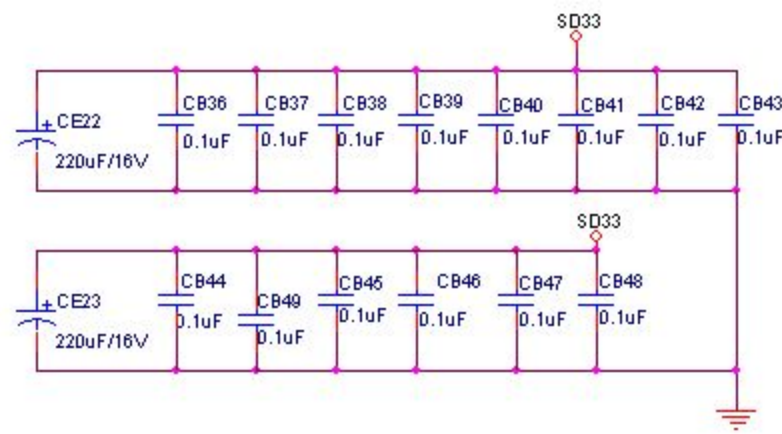 SD33
CB36 CB37 CB38 CB39 CB40 CB41 CB42 CB43
+ CE22
0.1uF 0.1uF 0.1uF 0.1uF 0.1uF 0.1uF 0.1uF 0.1uF
220uF/16V
SD33
CB44 CB45 CB46 CB47 CB48
+ CE23 CB49
0.1uF 0.1uF 0.1uF 0.1uF 0.1uF
220uF/16V 0.1uF